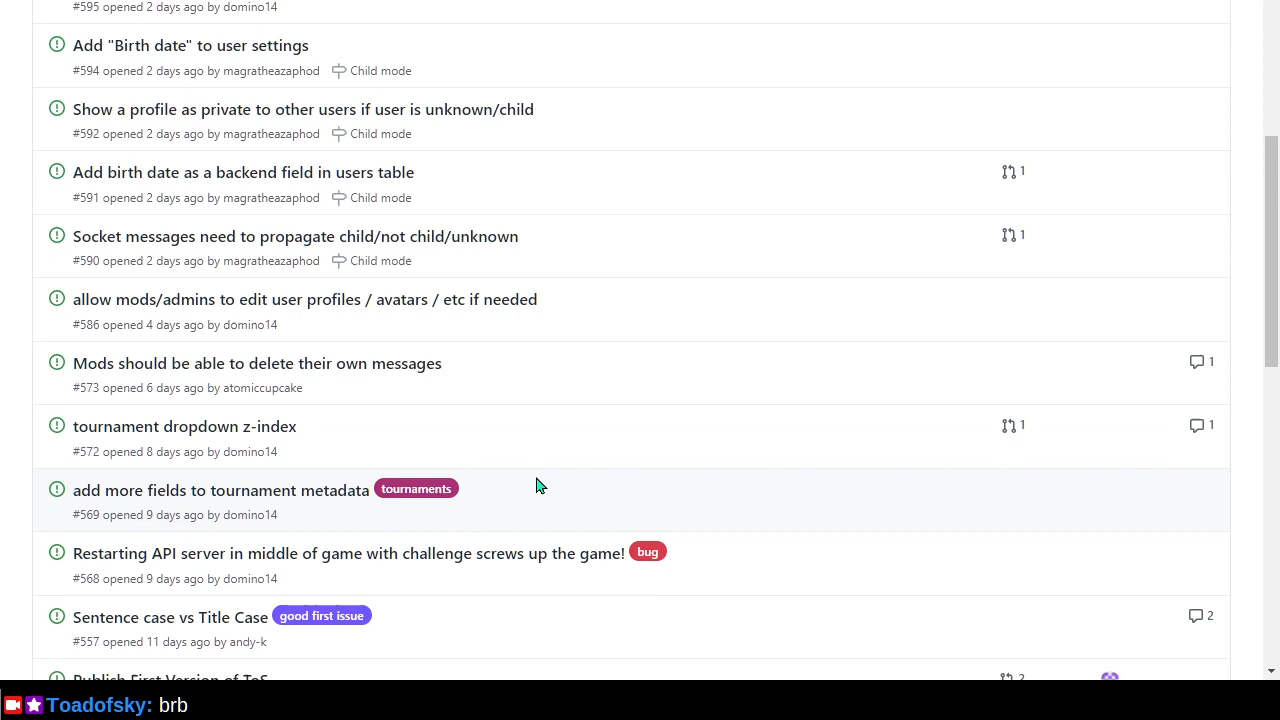 #595 opened 2 days ago by domino14
Add "Birth date" to user settings
#594 opened 2 days ago by magratheazaphod Child mode
Show a profile as private to other users if user is unknown/child
#592 opened 2 days ago by magratheazaphod Child mode
Add birth date as a backend field in users table 1
#591 opened 2 days ago by magratheazaphod Child mode
Socket messages need to propagate child/not child/unknown 1
#590 opened 2 days ago by magratheazaphod Child mode
allow mods/admins to edit user profiles / avatars / etc if needed
#586 opened 4 days ago by domino14
Mods should be able to delete their own messages 1
#573 opened 6 days ago by atomiccupcake
tournament dropdown z-index 1 1
#572 opened 8 days ago by domino14
add more fields to tournament metadata tournaments
#569 opened 9 days ago by domino14
Restarting API server in middle of game with challenge screws up the game! bug
#568 opened 9 days ago by domino14
Sentence case vs Title Case good first issue 2
#557 opened 11 days ago by andy-k
Publish First Version of ToS 2
Toadofsky: brb